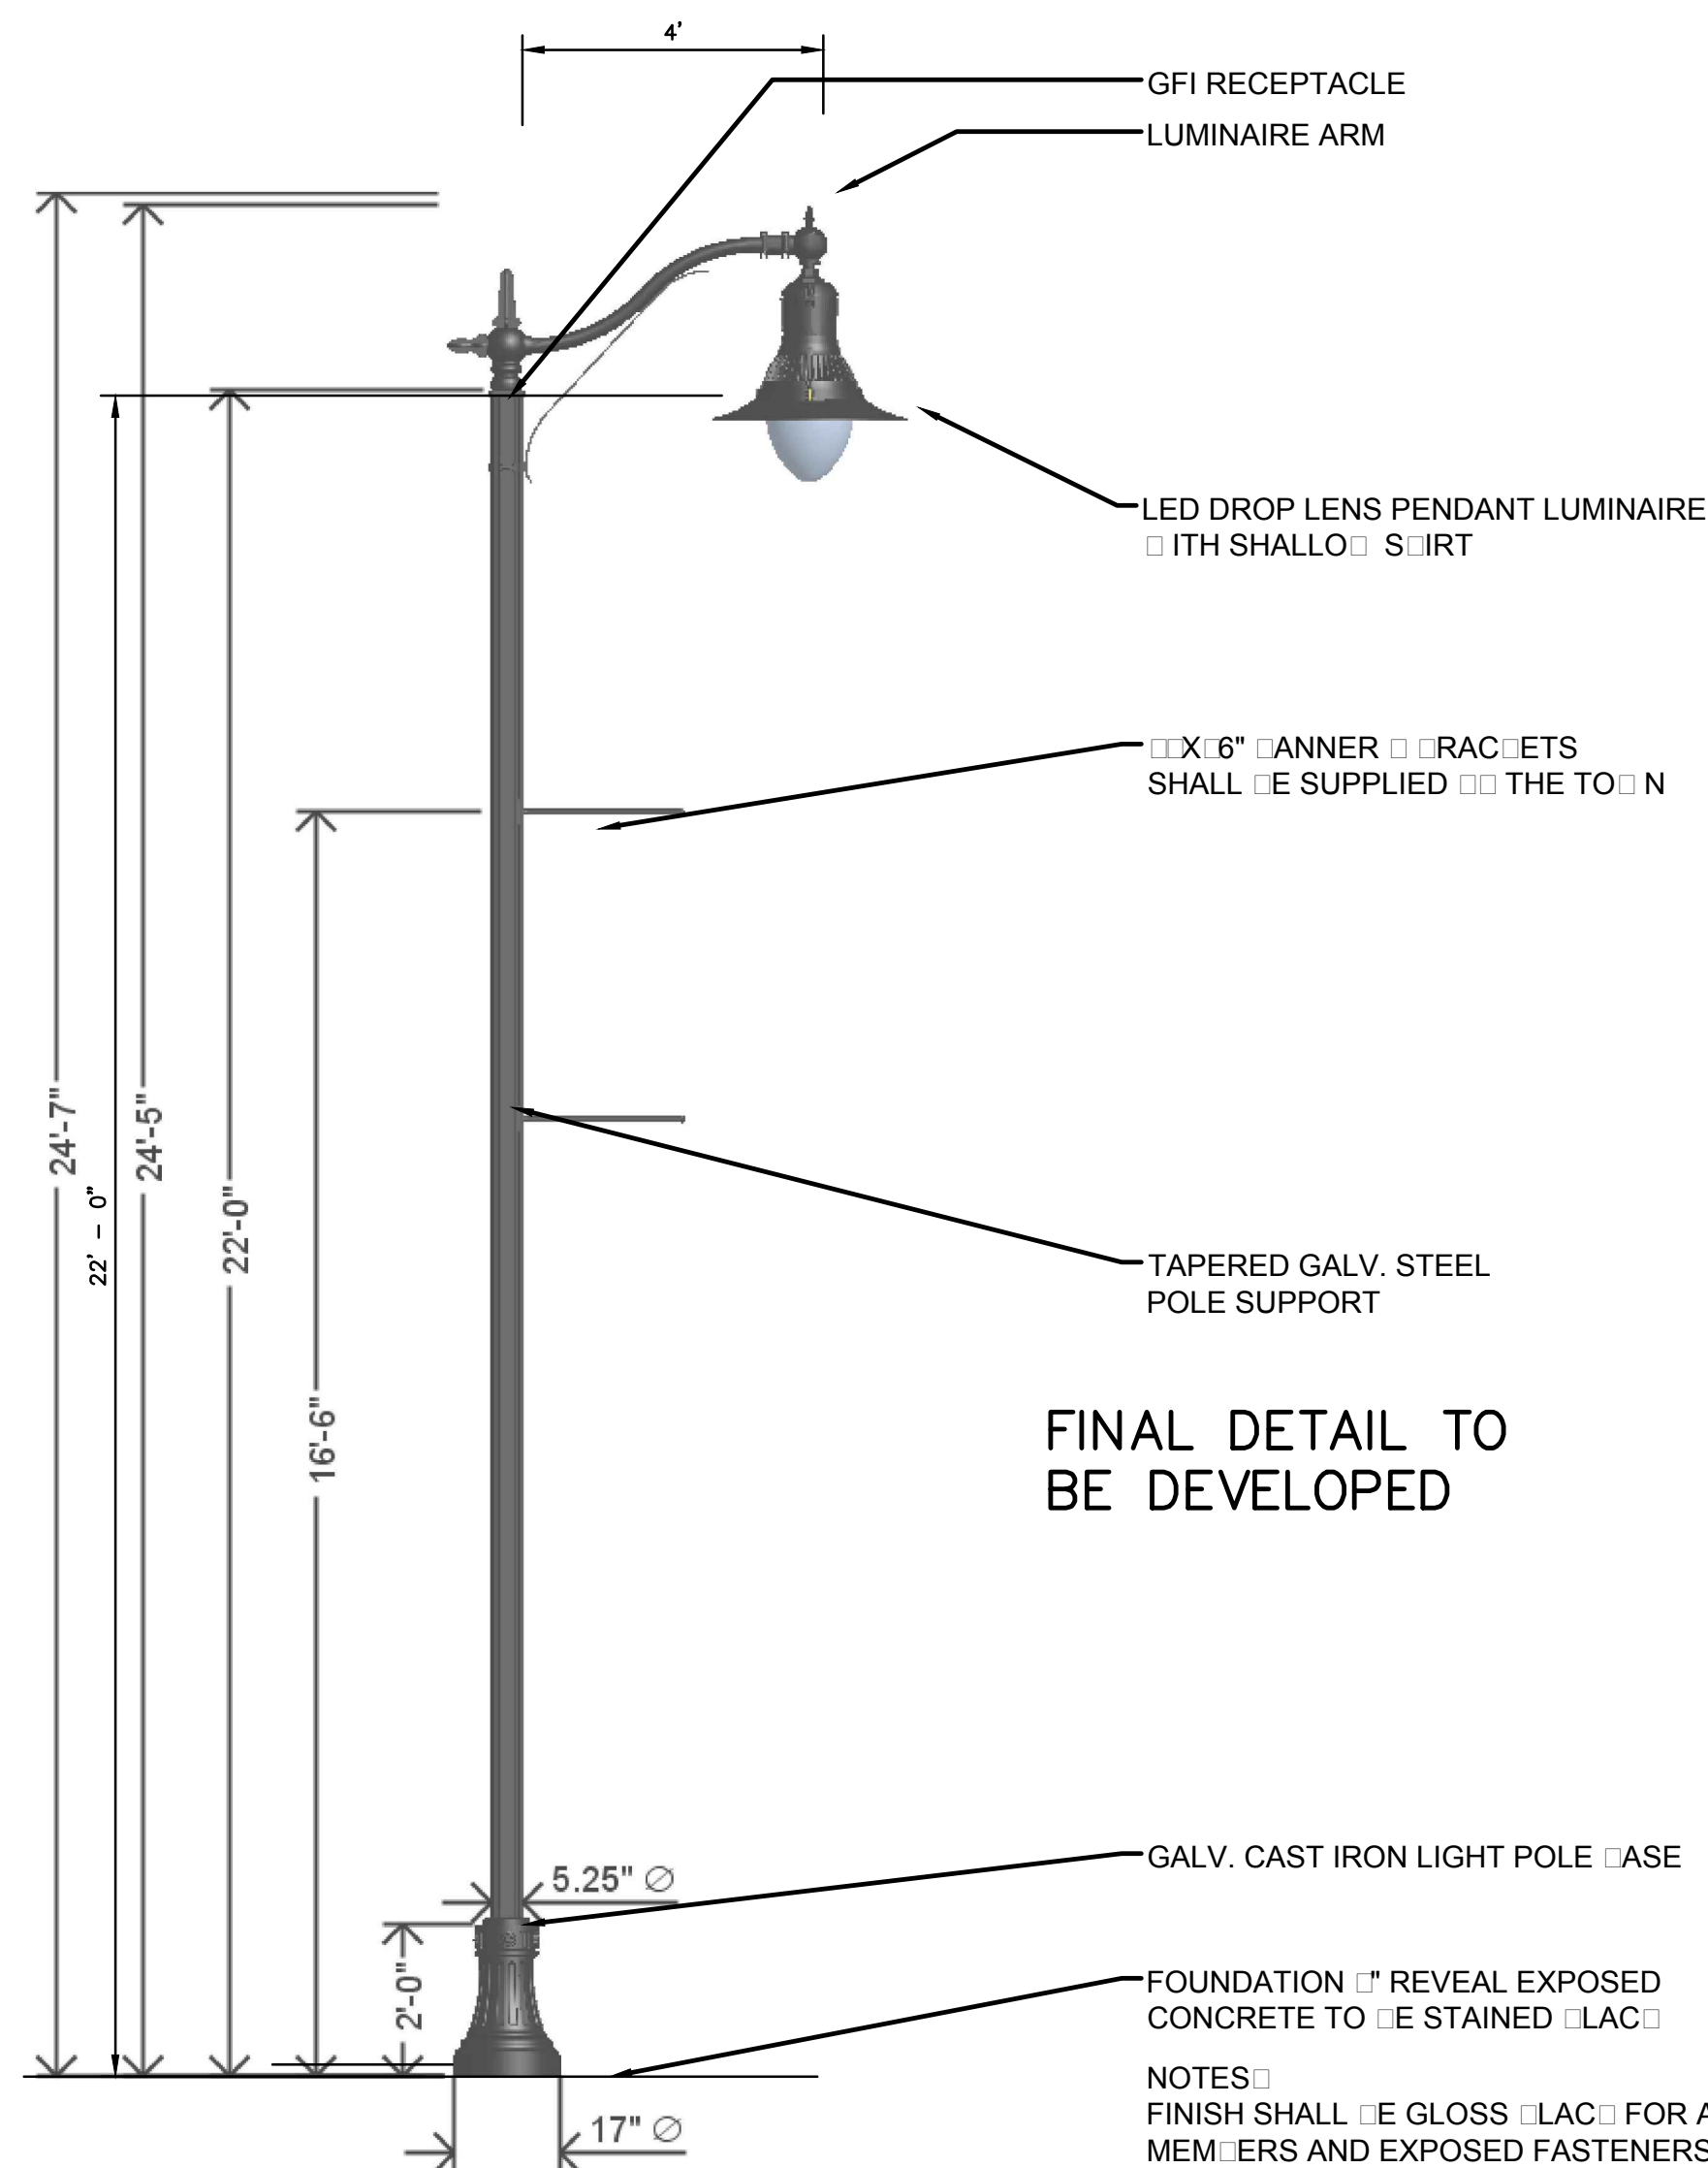 4'
GFI RECEPTACLE
LUMINAIRE ARM
LED DROP LENS PENDANT LUMINAIRE
□ITH SHALLO□ S□IRT
□□X□6" □ANNER □ □RAC□ETS
SHALL □E SUPPLIED □□ THE TO□N
24'-7"
24'-5"
22' – 0"
22'-0"
16'-6"
TAPERED GALV. STEEL
POLE SUPPORT
FINAL DETAIL TO
BE DEVELOPED
GALV. CAST IRON LIGHT POLE □ASE
5.25" ∅
2'-0"
FOUNDATION □" REVEAL EXPOSED
CONCRETE TO □E STAINED □LAC□
NOTES□
FINISH SHALL □E GLOSS □LAC□ FOR A
MEM□ERS AND EXPOSED FASTENERS
17" ∅